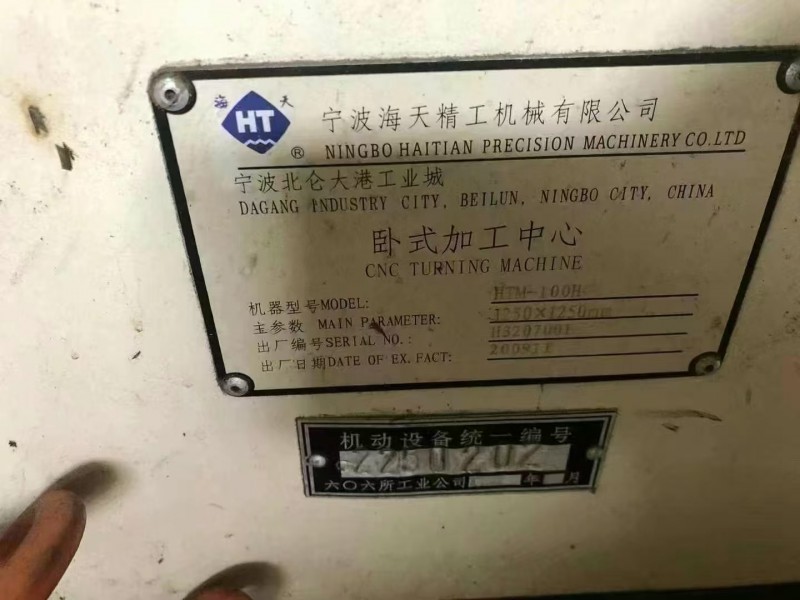 海 天
HT
®
宁波海天精工机械有限公司
NINGBO HAITIAN PRECISION MACHINERY CO.LTD
宁波北仑大港工业城
DAGANG INDUSTRY CITY, BEILUN, NINGBO CITY, CHINA
卧式加工中心
CNC TURNING MACHINE
机器型号MODEL: HTM-100H
主参数 MAIN PARAMETER: 1250×1250mm
出厂编号SERIAL NO.: H3207001
出厂日期DATE OF EX. FACT:
机动设备统一编号
六〇六所工业公司 年 月